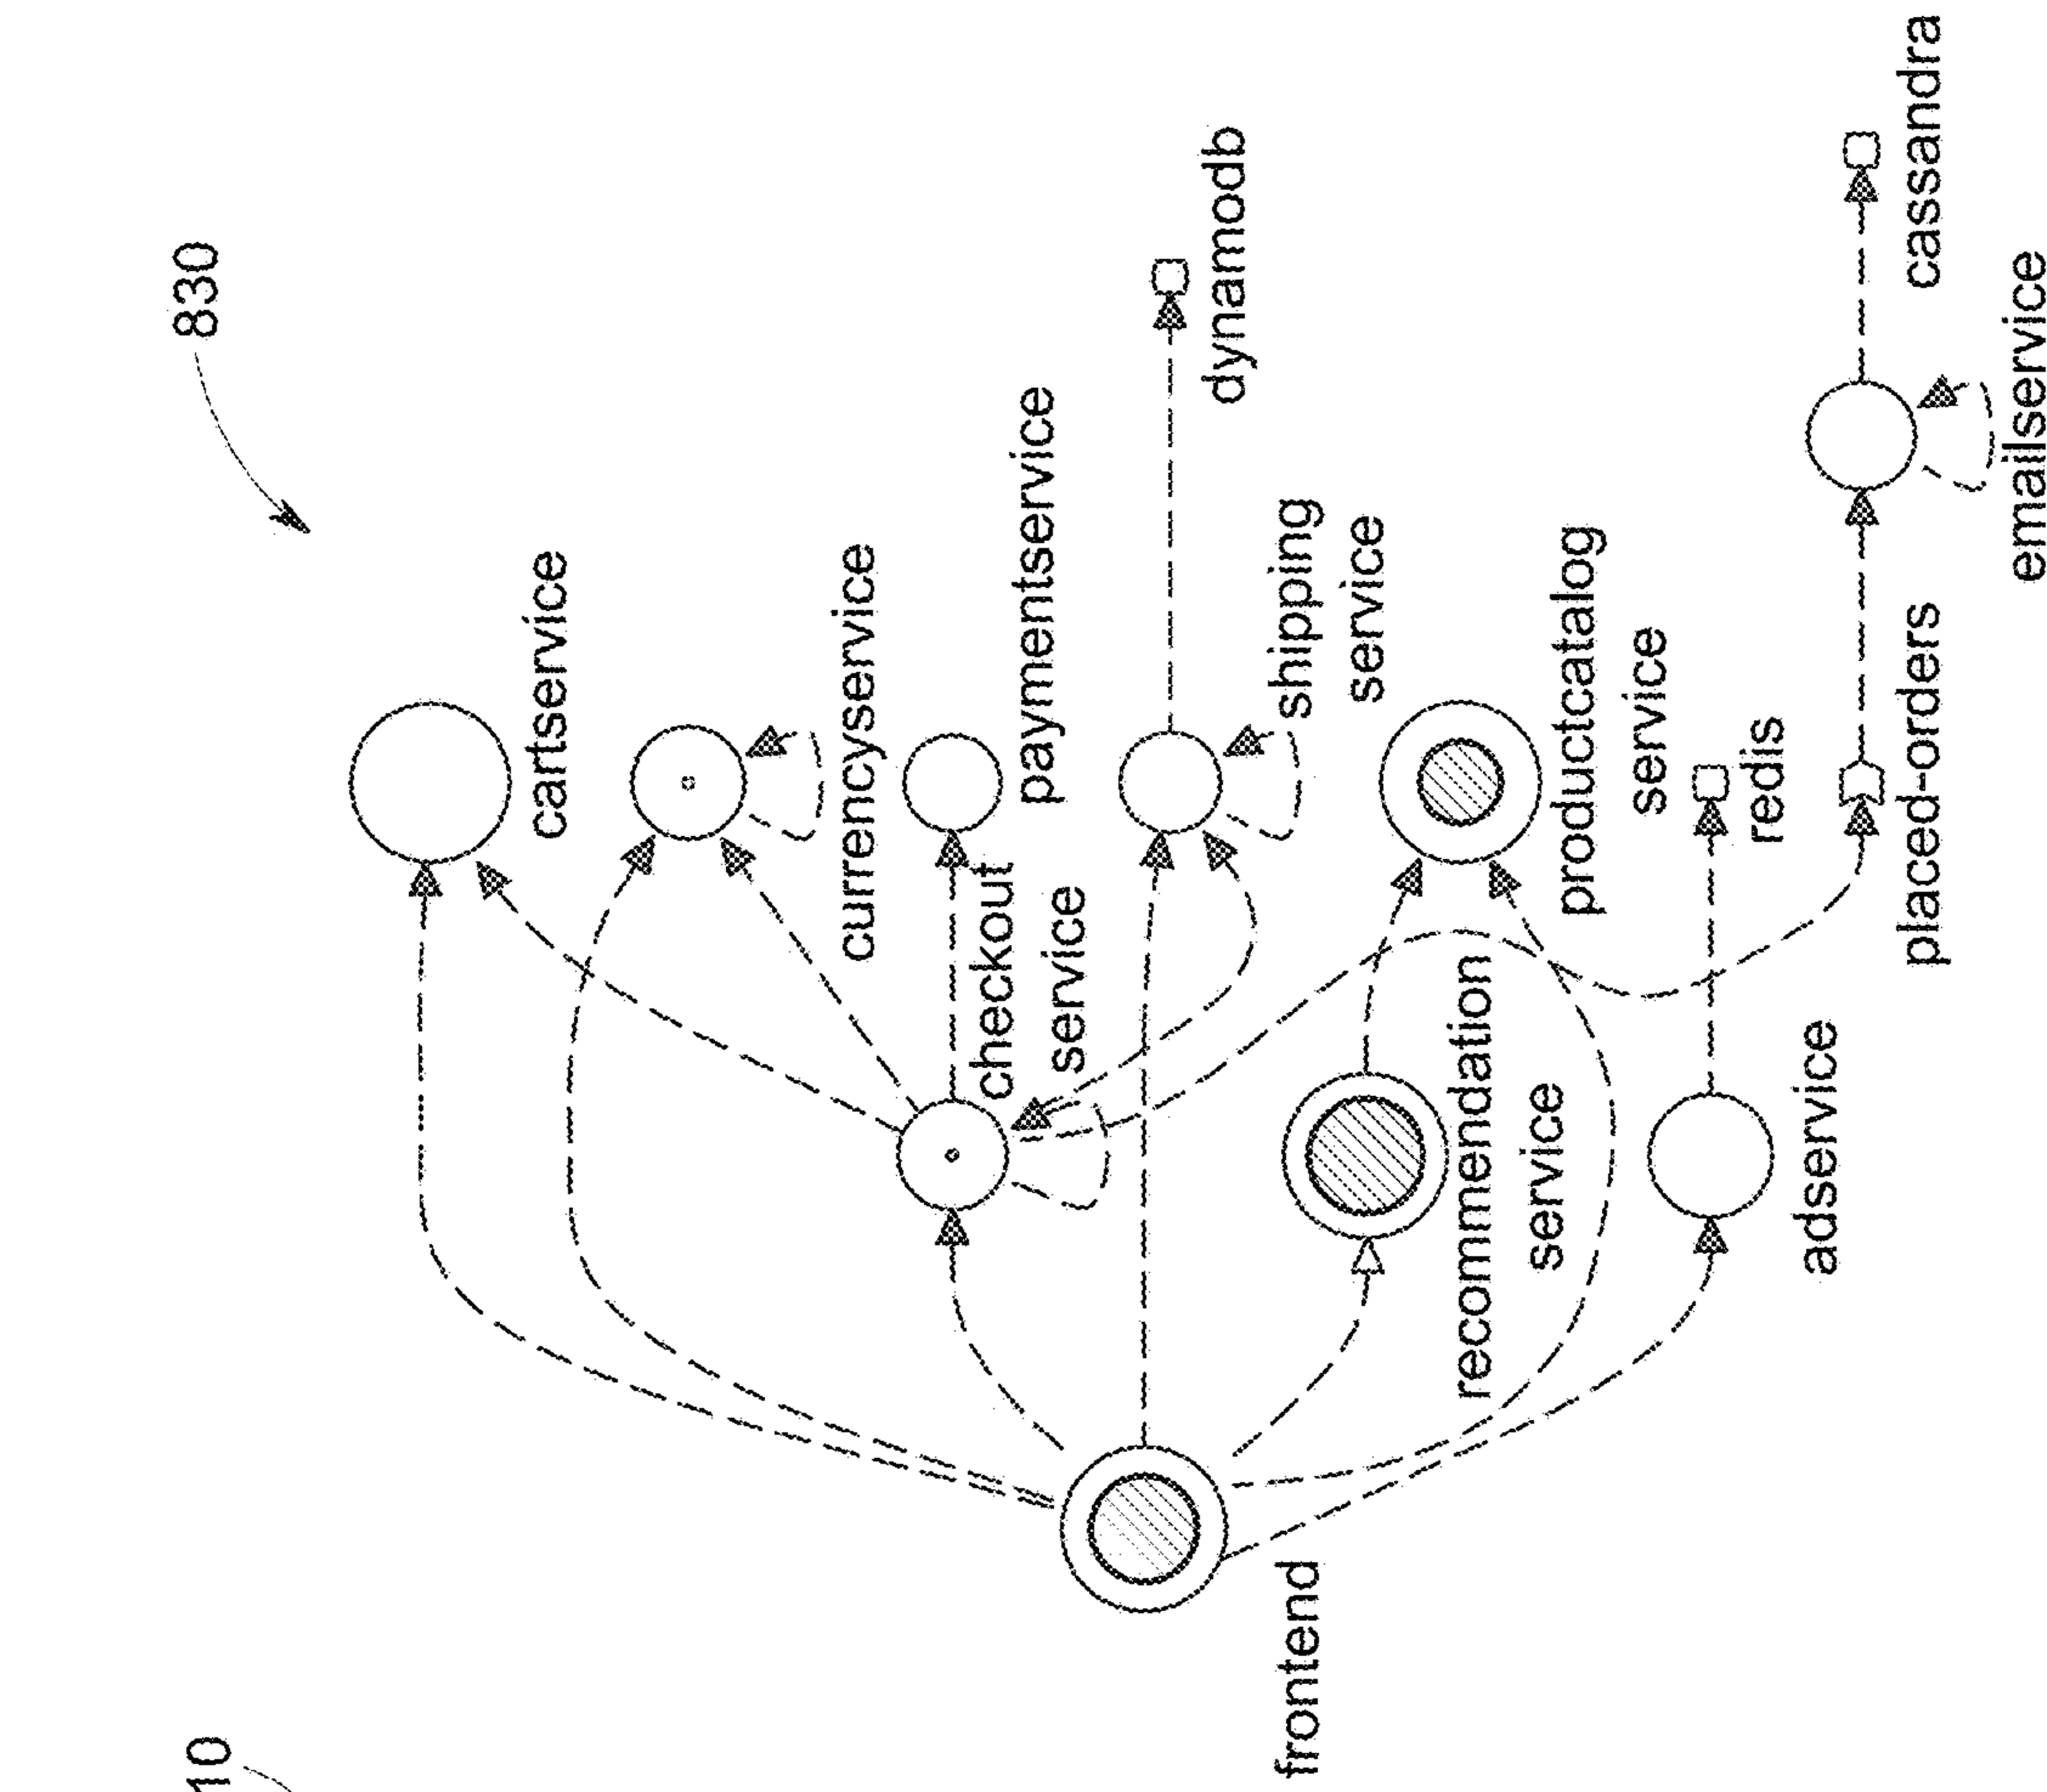 830
10
cartservice
currencyservice
paymentservice
checkout
service
dynamodb
shipping
service
productcatalog
service
recommendation
service
redis
adservice
placed-orders
cassandra
emailservice
frontend